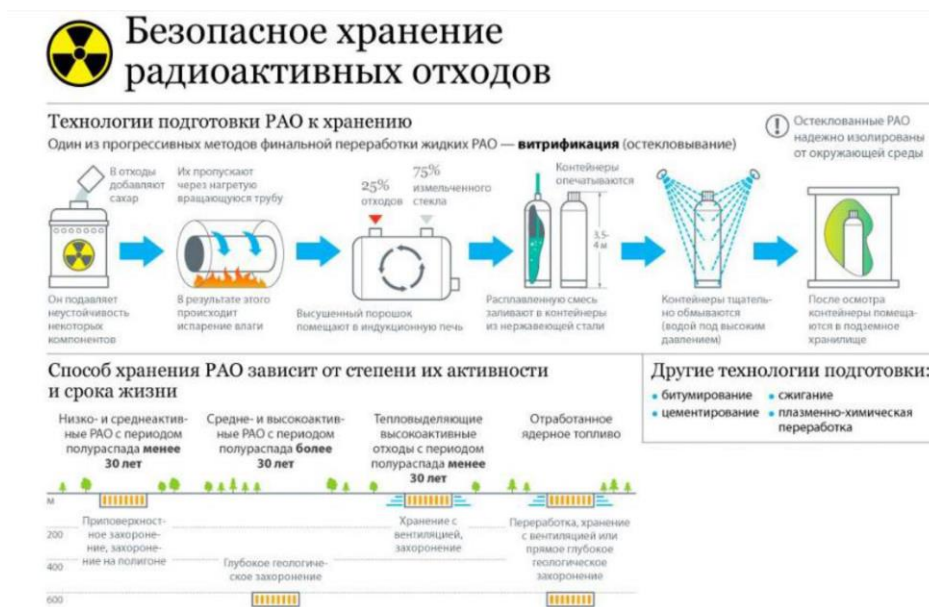 Безопасное хранение
радиоактивных отходов
Технологии подготовки РАО к хранению
Один из прогрессивных методов финальной переработки жидких РАО — витрификация (остекловывание)
Остеклованные РАО
надежно изолированы
от окружающей среды
В отходы
добавляют
сахар
Он подавляет
неустойчивость
некоторых
компонентов
Их пропускают
через нагретую
вращающуюся трубу
В результате этого
происходит
испарение влаги
25%
отходов
75%
измельченного
стекла
Высушенный порошок
помещают в индукционную печь
Контейнеры
опечатываются
3,5-
4 м
Расплавленную смесь
заливают в контейнеры
из нержавеющей стали
Контейнеры тщатель-
но обмываются
(водой под высоким
давлением)
После осмотра
контейнеры помеща-
ются в подземное
хранилище
Способ хранения РАО зависит от степени их активности
и срока жизни
Низко- и среднеактив-
ные РАО с периодом
полураспада менее
30 лет
Средне- и высокоактив-
ные РАО с периодом
полураспада более
30 лет
Тепловыделяющие
высокоактивные
отходы с периодом
полураспада менее
30 лет
Отработанное
ядерное топливо
м
200
400
600
Приповерхност-
ное захороне-
ние, захороне-
ние на полигоне
Глубокое геологиче-
ское захоронение
Хранение с
вентиляцией,
захоронение
Переработка, хранение
с вентиляцией или
прямое глубокое
геологическое
захоронение
Другие технологии подготовки:
• битумирование
• цементирование
• сжигание
• плазменно-химическая
переработка